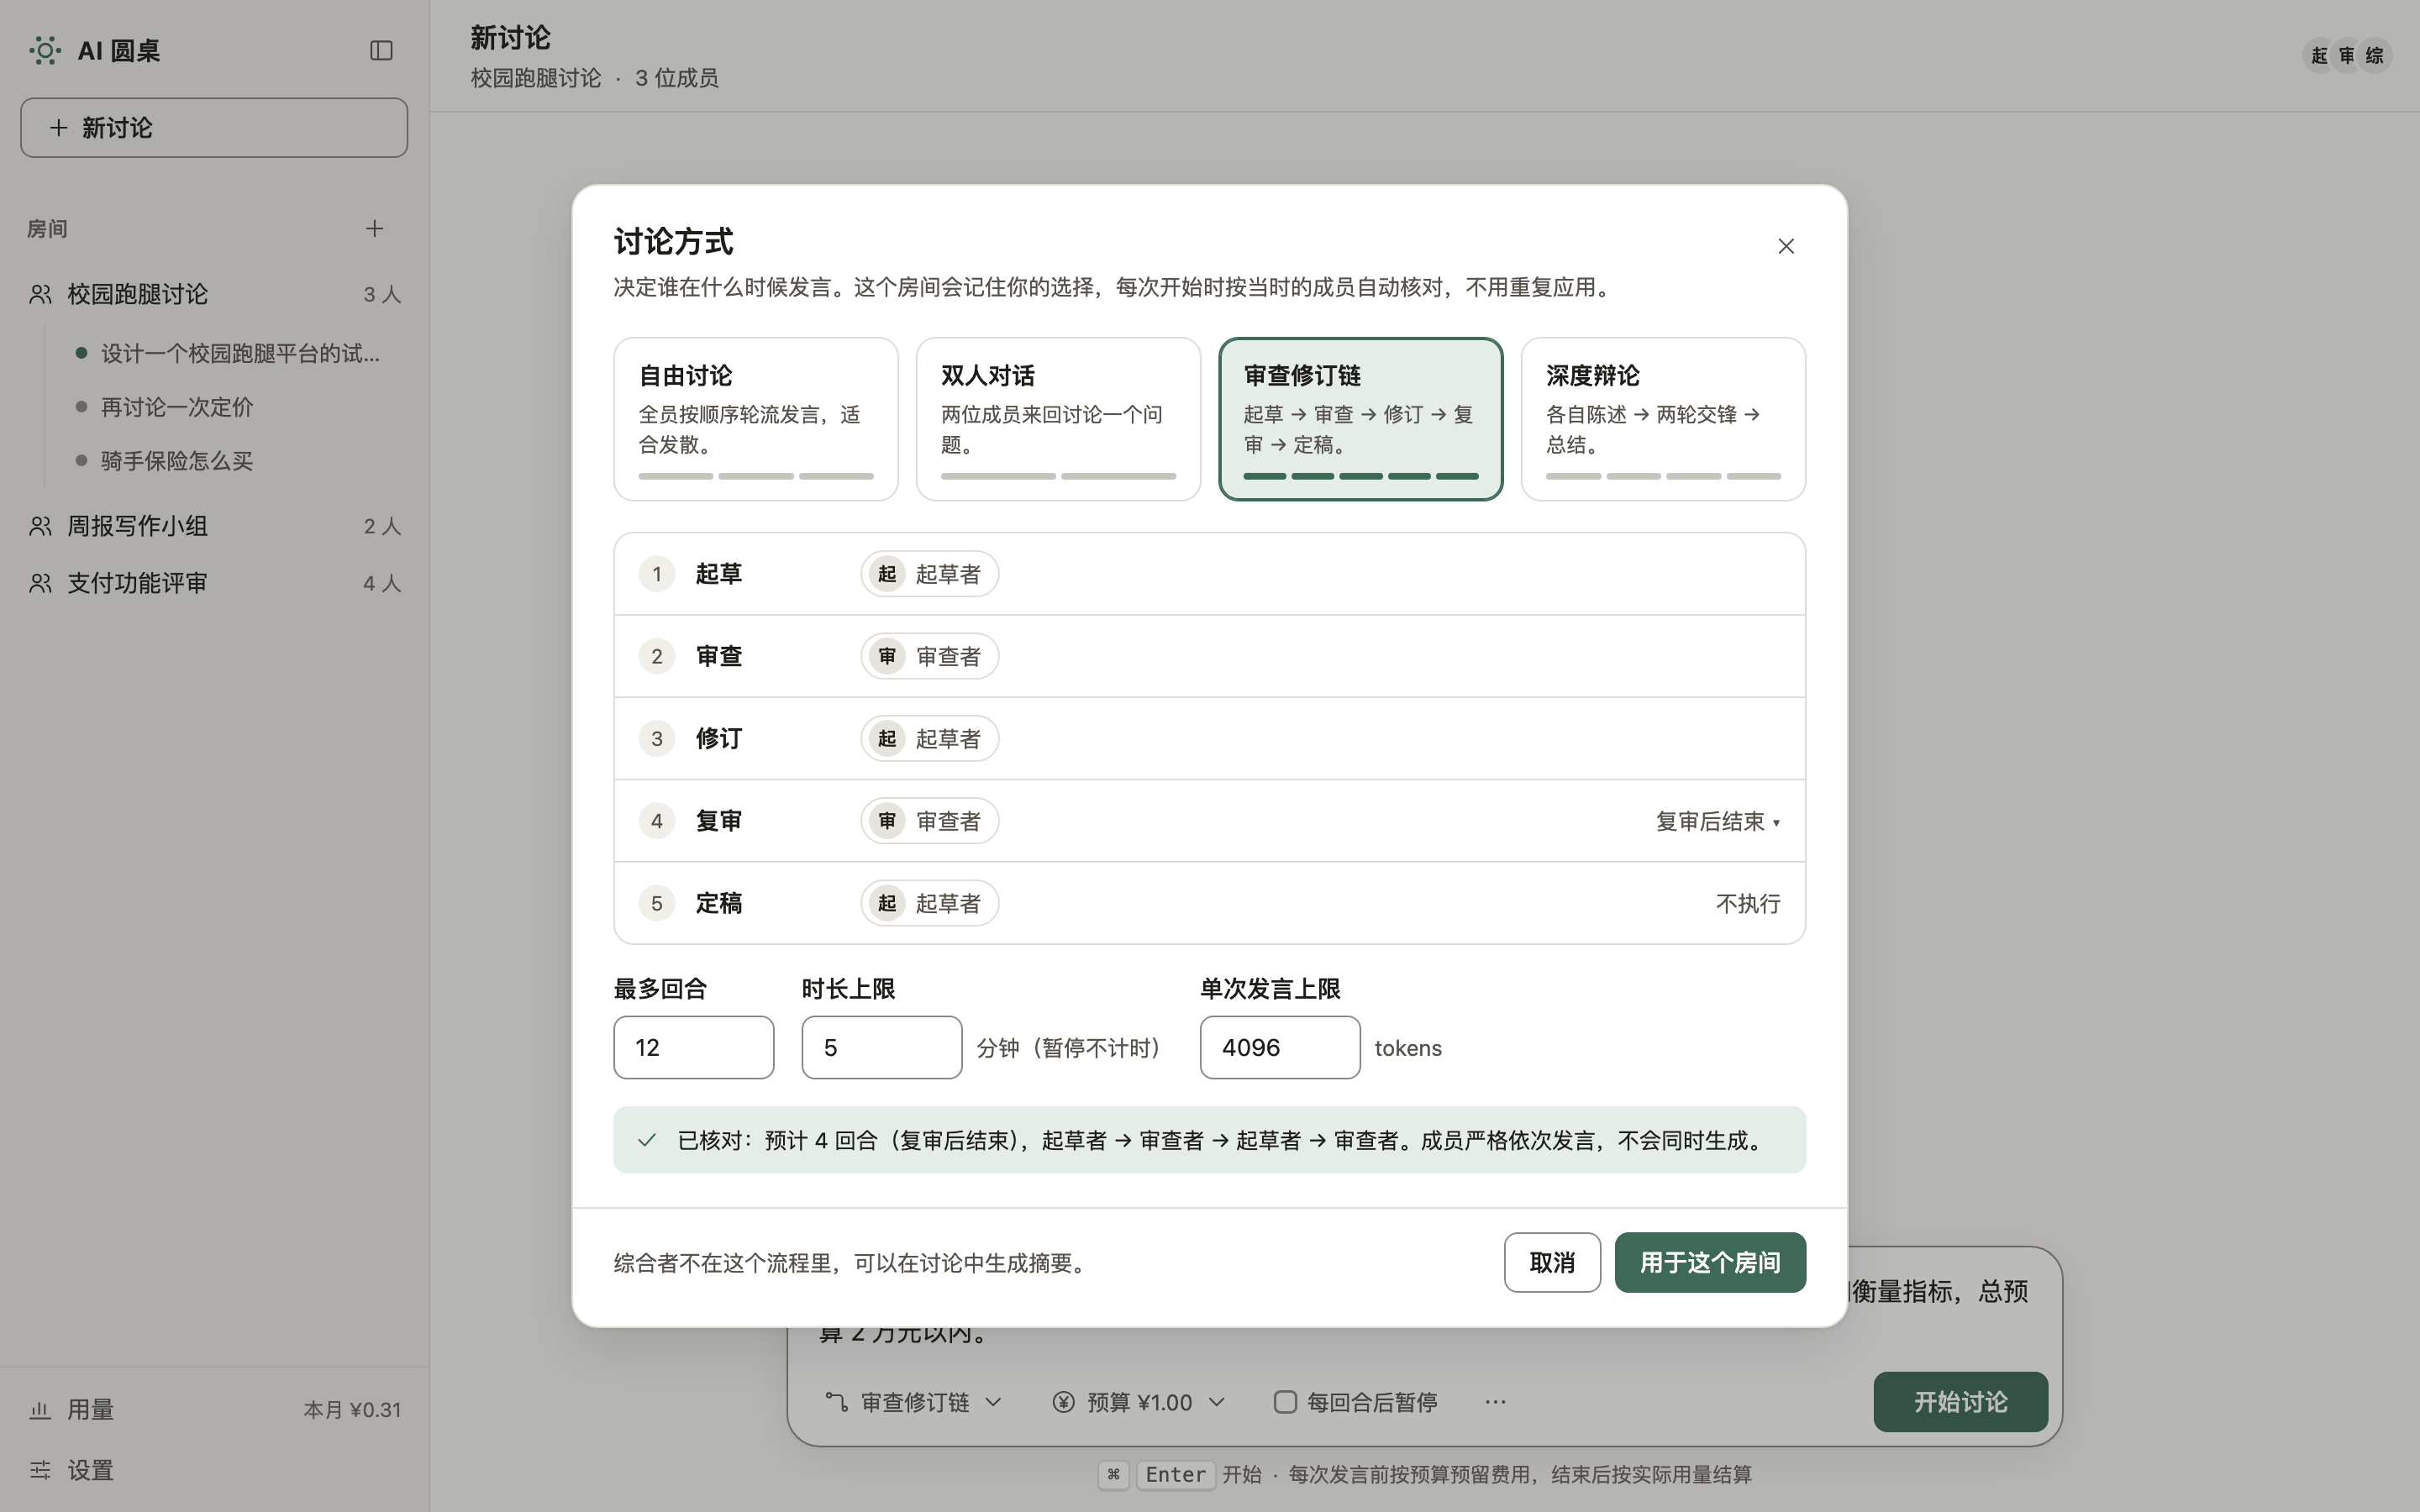 AI 圆桌
新讨论
房间
校园跑腿讨论 3 人
设计一个校园跑腿平台的试...
再讨论一次定价
骑手保险怎么买
周报写作小组 2 人
支付功能评审 4 人
用量 本月 ¥0.31
设置
新讨论
校园跑腿讨论 · 3 位成员
起 审 综
讨论方式
决定谁在什么时候发言。这个房间会记住你的选择，每次开始时按当时的成员自动核对，不用重复应用。
自由讨论
全员按顺序轮流发言，适
合发散。
双人对话
两位成员来回讨论一个问
题。
审查修订链
起草 → 审查 → 修订 → 复
审 → 定稿。
深度辩论
各自陈述 → 两轮交锋 →
总结。
1 起草 起 起草者
2 审查 审 审查者
3 修订 起 起草者
4 复审 审 审查者 复审后结束 ▾
5 定稿 起 起草者 不执行
最多回合 时长上限 单次发言上限
12 5 分钟（暂停不计时） 4096 tokens
已核对：预计 4 回合（复审后结束），起草者 → 审查者 → 起草者 → 审查者。成员严格依次发言，不会同时生成。
综合者不在这个流程里，可以在讨论中生成摘要。 取消 用于这个房间
衡量指标，总预
算 2 万元以内。
审查修订链 预算 ¥1.00 每回合后暂停 ··· 开始讨论
⌘ Enter 开始 · 每次发言前按预算预留费用，结束后按实际用量结算